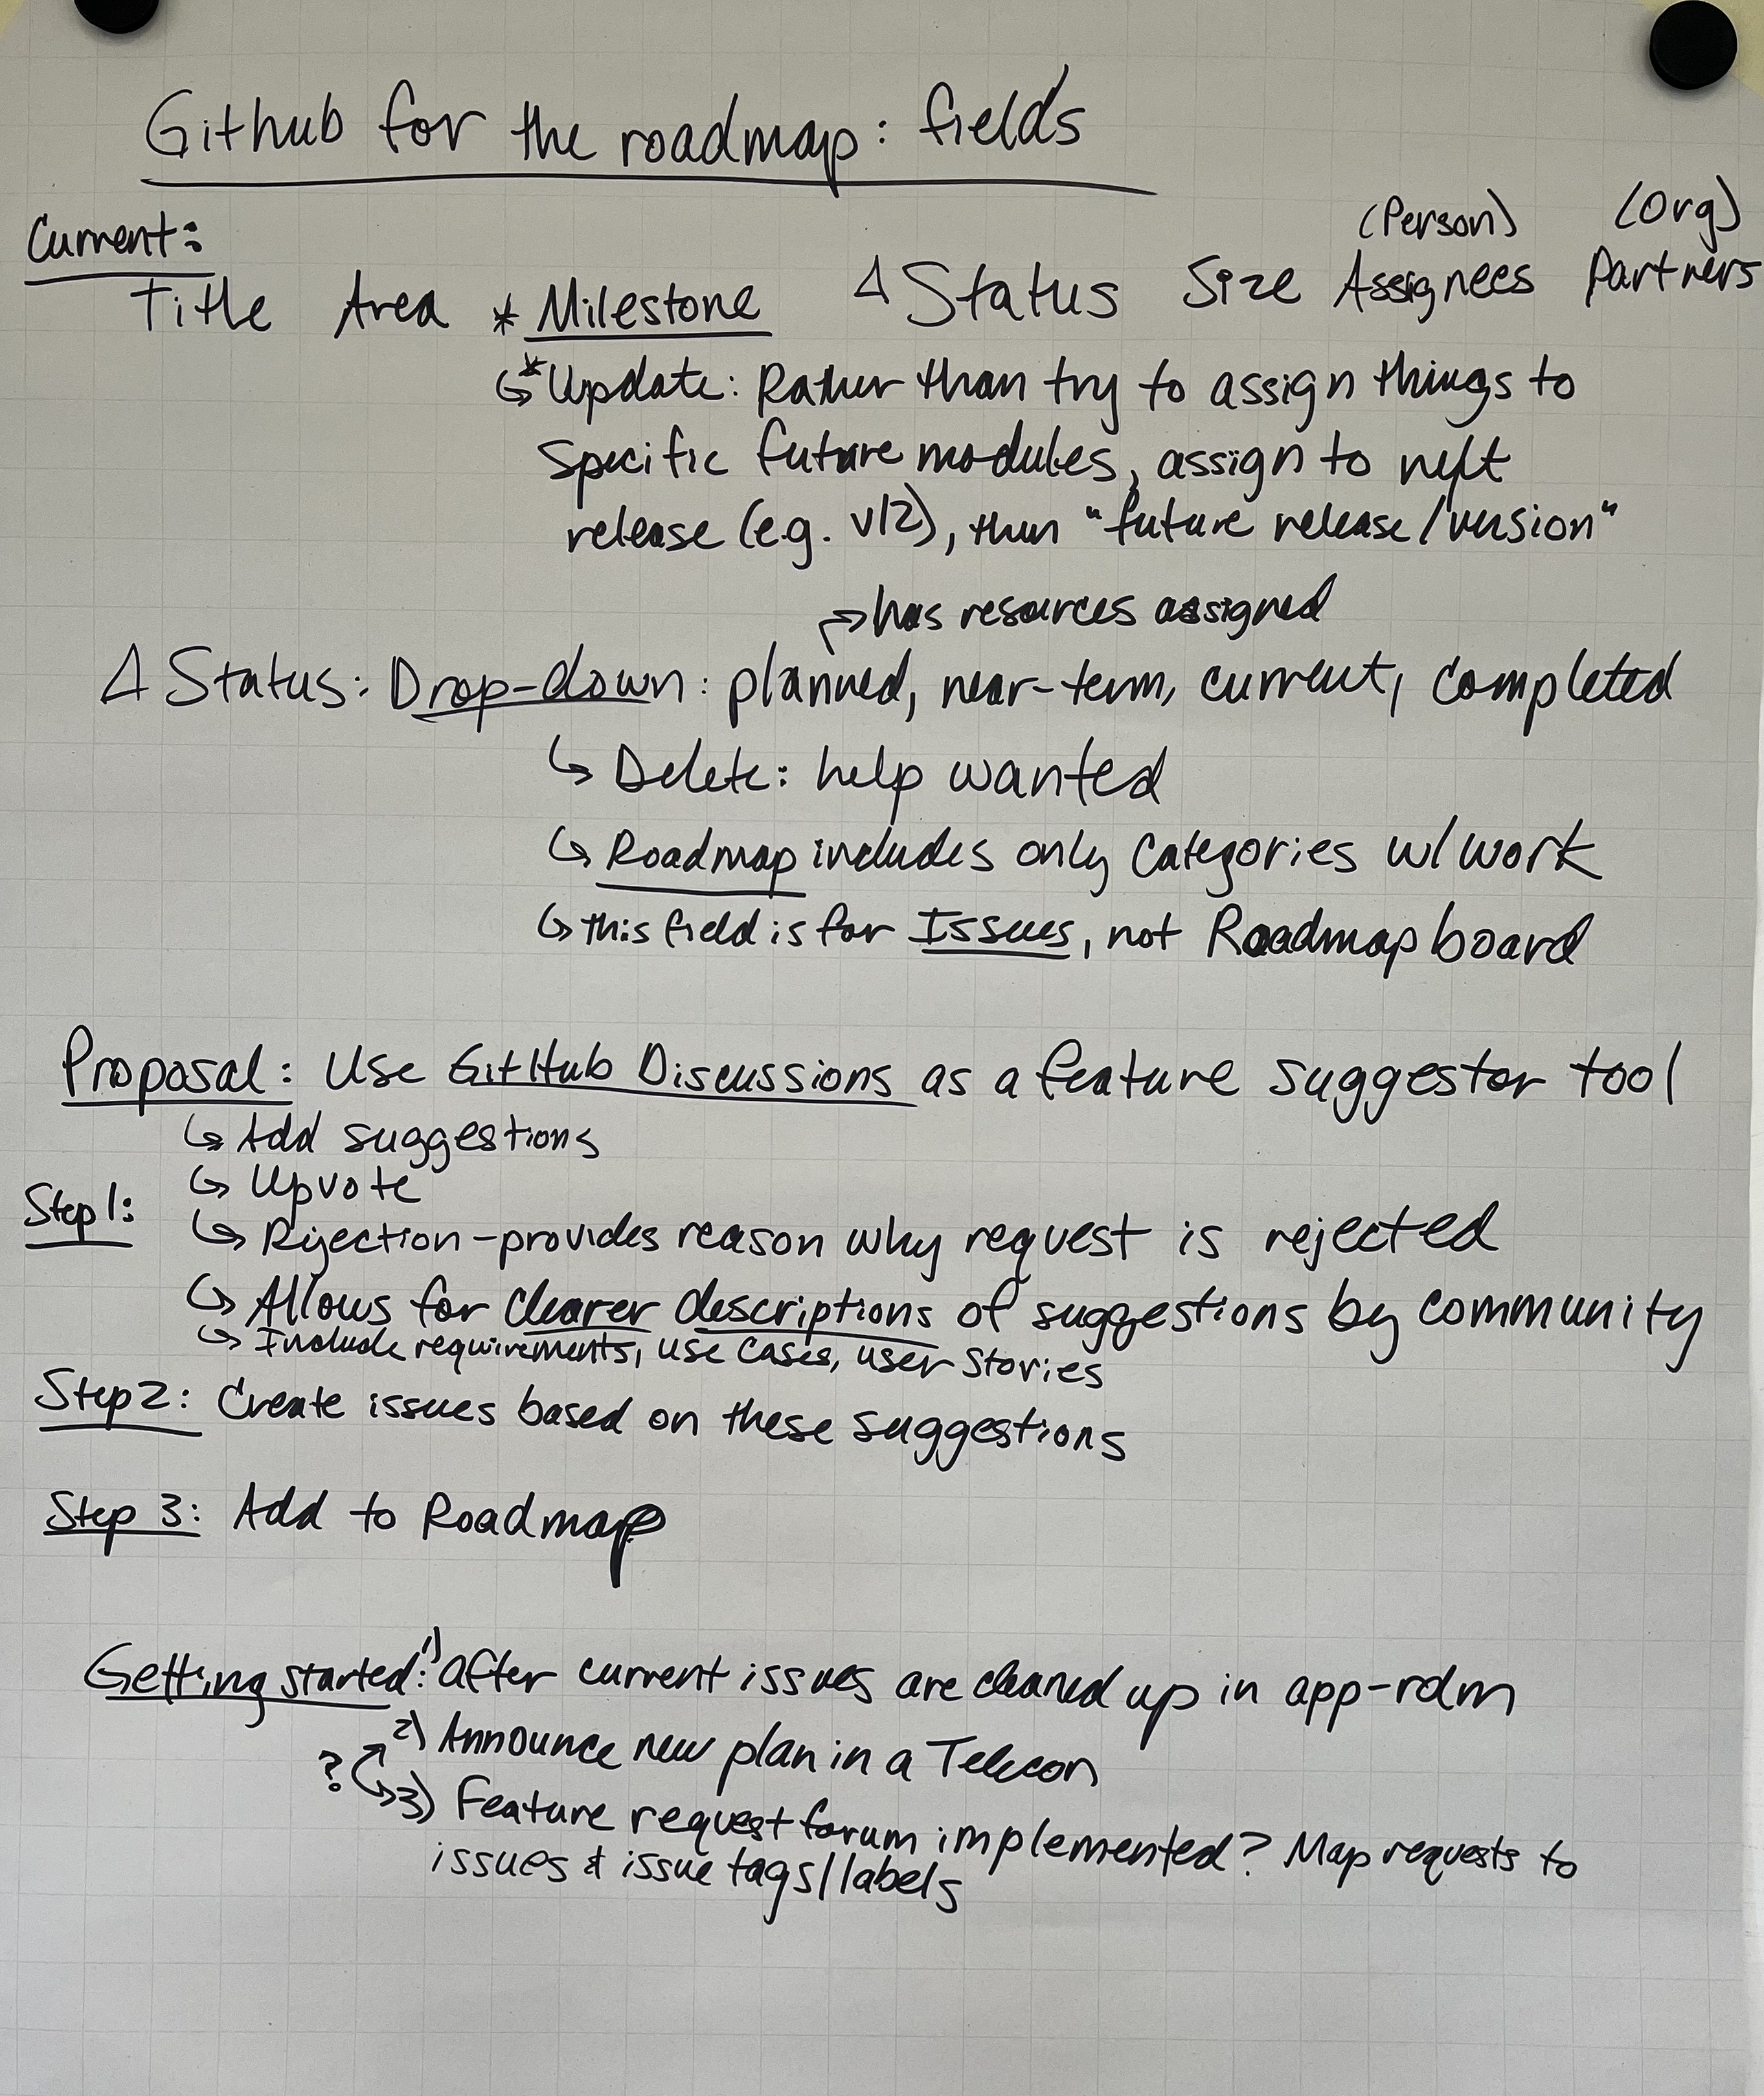 Github for the roadmap: fields
Current:
(Person) (Org)
Title Area * Milestone △ Status Size Assignees Partners
↳ * Update: Rather than try to assign things to
specific future modules, assign to next
release (e.g. v12), then "future release/version"
↱ has resources assigned
△ Status: Drop-down: planned, near-term, current, completed
↳ Delete: help wanted
↳ Roadmap includes only categories w/ work
↳ this field is for Issues, not Roadmap board
Proposal: Use GitHub Discussions as a feature suggestor tool
↳ Add suggestions
↳ Upvote
Step 1:
↳ Rejection - provides reason why request is rejected
↳ Allows for clearer descriptions of suggestions by community
↳ Include requirements, use cases, user stories
Step 2: Create issues based on these suggestions
Step 3: Add to Roadmap
Getting started: 1) After current issues are cleaned up in app-rdm
2) Announce new plan in a Telecon
? 3) Feature request forum implemented? Map requests to
issues & issue tags/labels